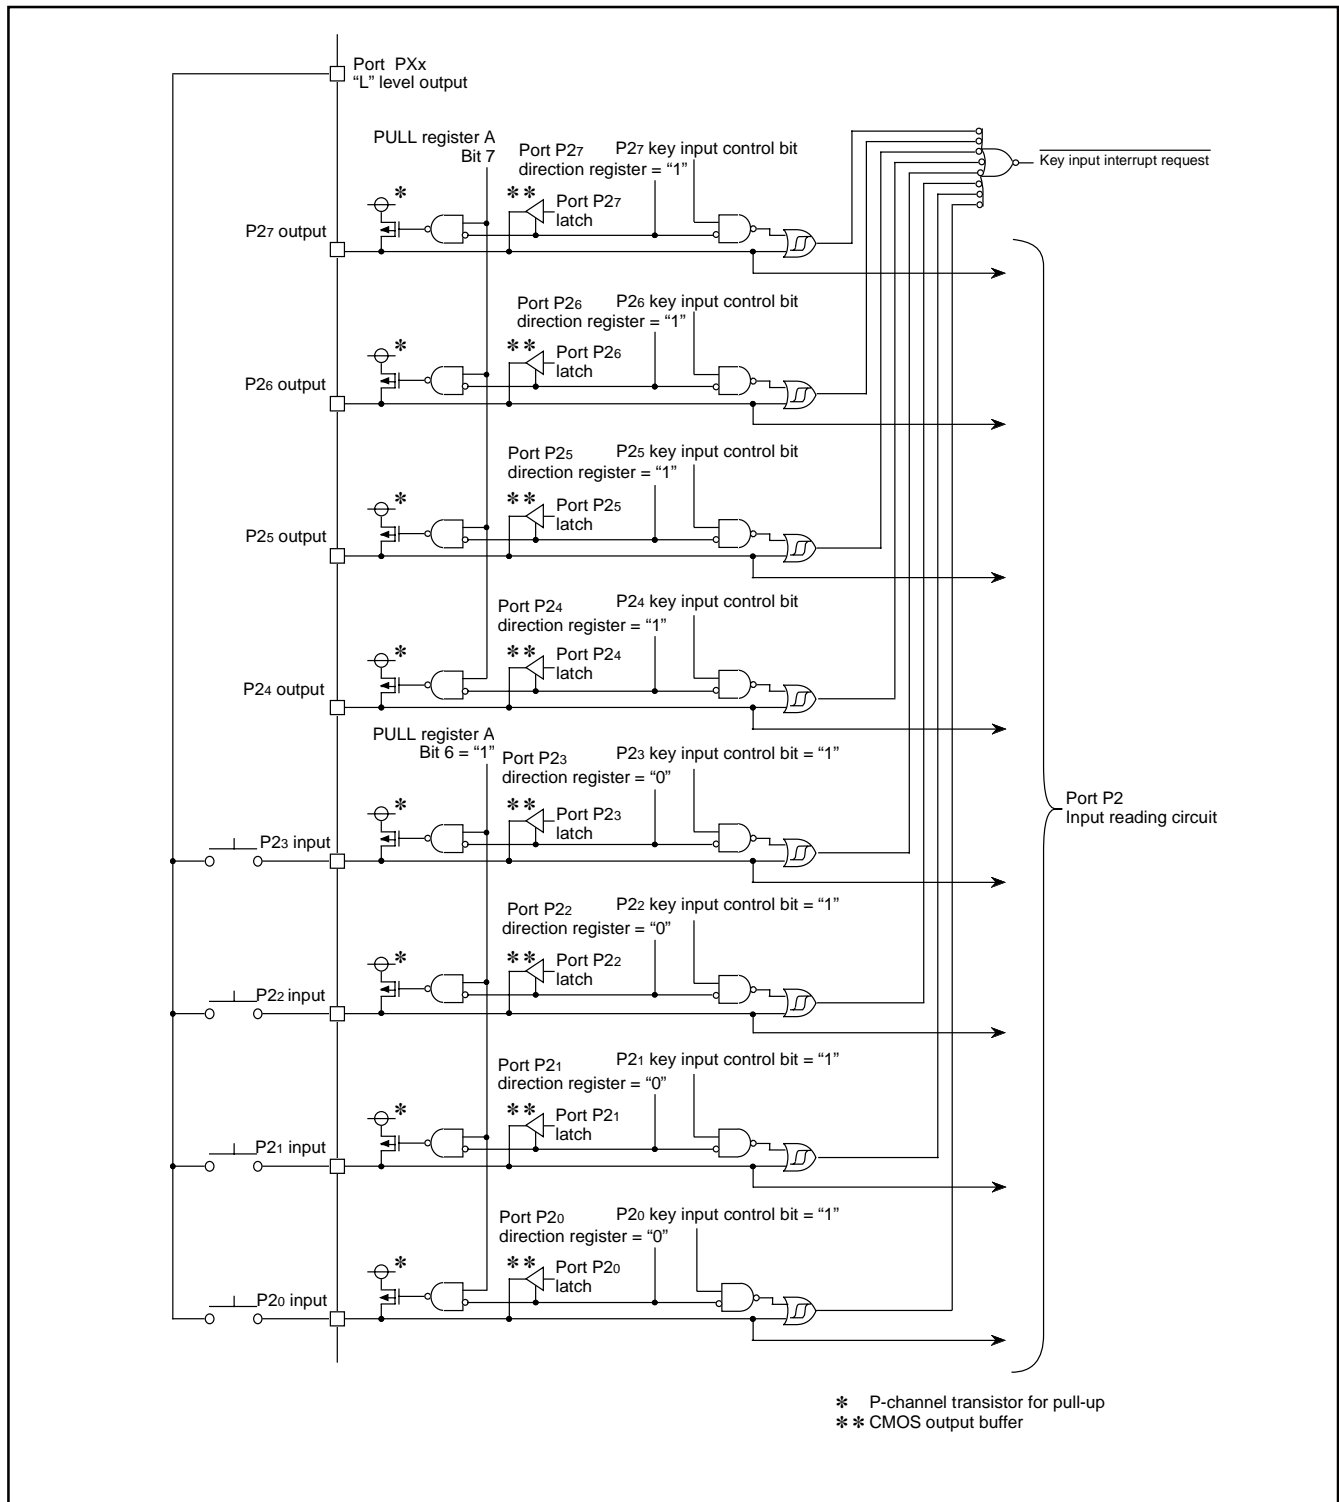 Port PXx
“L” level output
PULL register A
Bit 7
Port P27
direction register = “1”
P27 key input control bit
Key input interrupt request
*
**
Port P27
latch
P27 output
Port P26
direction register = “1”
P26 key input control bit
*
**
Port P26
latch
P26 output
Port P25
direction register = “1”
P25 key input control bit
*
**
Port P25
latch
P25 output
Port P24
direction register = “1”
P24 key input control bit
*
**
Port P24
latch
P24 output
PULL register A
Bit 6 = “1”
Port P23
direction register = “0”
P23 key input control bit = “1”
*
**
Port P23
latch
P23 input
Port P2
Input reading circuit
Port P22
direction register = “0”
P22 key input control bit = “1”
*
**
Port P22
latch
P22 input
Port P21
direction register = “0”
P21 key input control bit = “1”
*
**
Port P21
latch
P21 input
Port P20
direction register = “0”
P20 key input control bit = “1”
*
**
Port P20
latch
P20 input
* P-channel transistor for pull-up
** CMOS output buffer